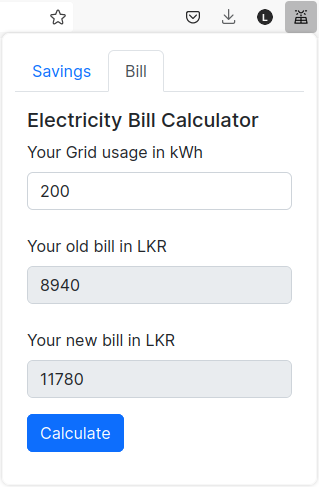 L
Savings
Bill
Electricity Bill Calculator
Your Grid usage in kWh
200
Your old bill in LKR
8940
Your new bill in LKR
11780
Calculate